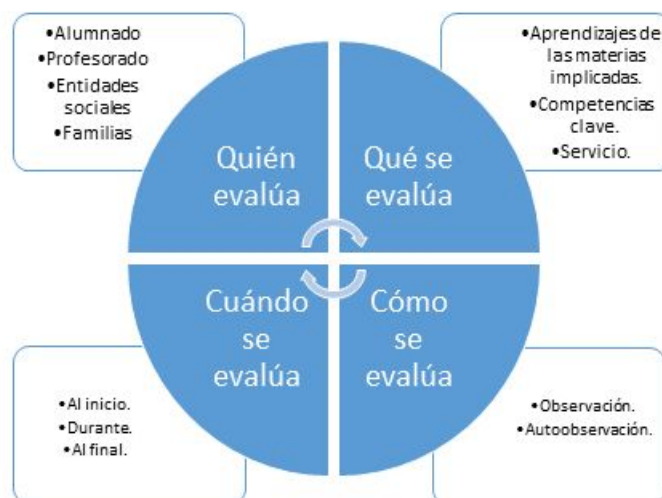 •Alumnado
•Profesorado
•Entidades
sociales
•Familias
•Aprendizajes de
las materias
implicadas.
•Competencias
clave.
•Servicio.
Quién
evalúa
Qué se
evalúa
Cuándo
se
evalúa
Cómo
se
evalúa
•Al inicio.
•Durante.
•Al final.
•Observación.
•Autoobservación.